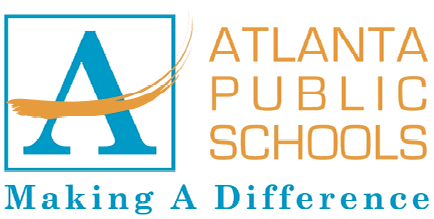 A
ATLANTA
PUBLIC
SCHOOLS
Making A Difference